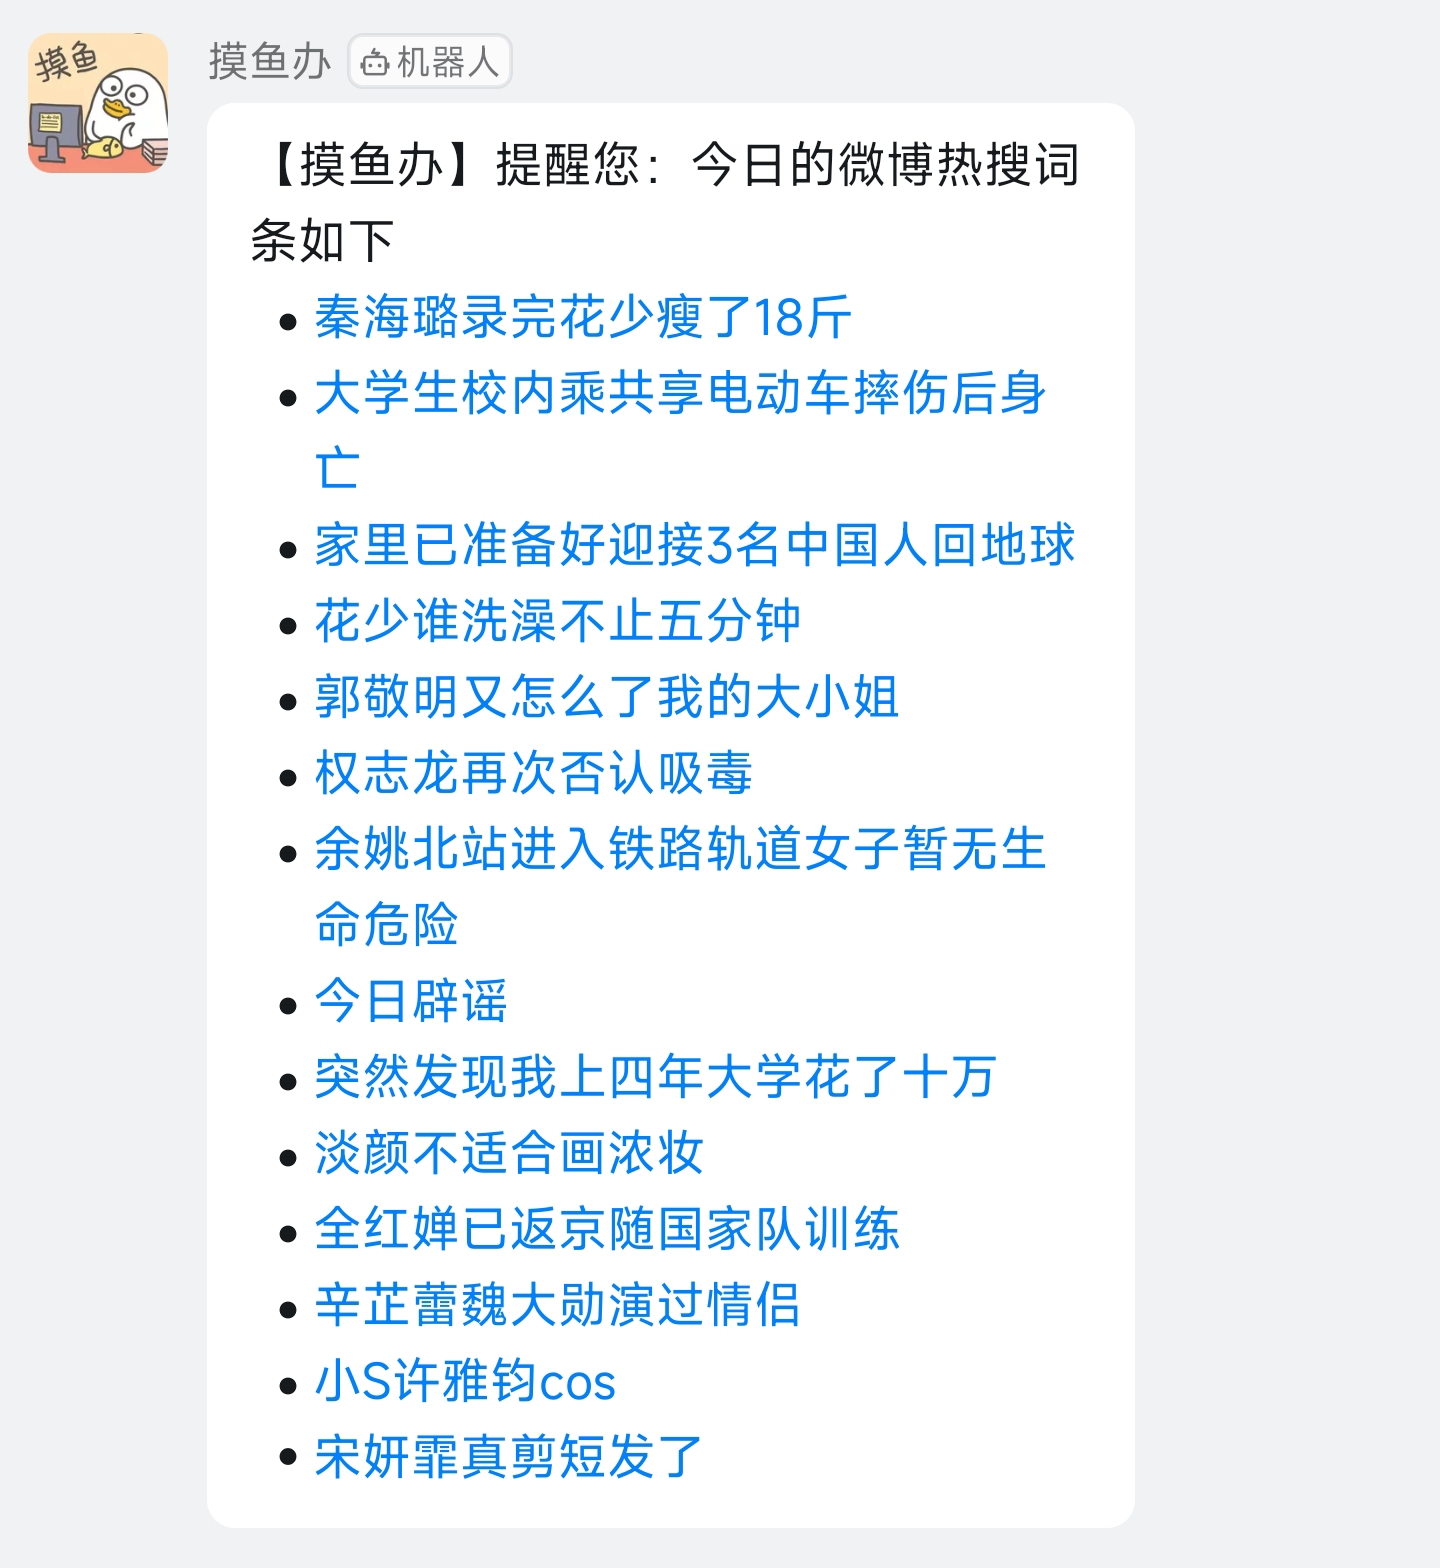 摸鱼
摸鱼办 机器人
【摸鱼办】提醒您：今日的微博热搜词
条如下
• 秦海璐录完花少瘦了18斤
• 大学生校内乘共享电动车摔伤后身
亡
• 家里已准备好迎接3名中国人回地球
• 花少谁洗澡不止五分钟
• 郭敬明又怎么了我的大小姐
• 权志龙再次否认吸毒
• 余姚北站进入铁路轨道女子暂无生
命危险
• 今日辟谣
• 突然发现我上四年大学花了十万
• 淡颜不适合画浓妆
• 全红婵已返京随国家队训练
• 辛芷蕾魏大勋演过情侣
• 小S许雅钧cos
• 宋妍霏真剪短发了